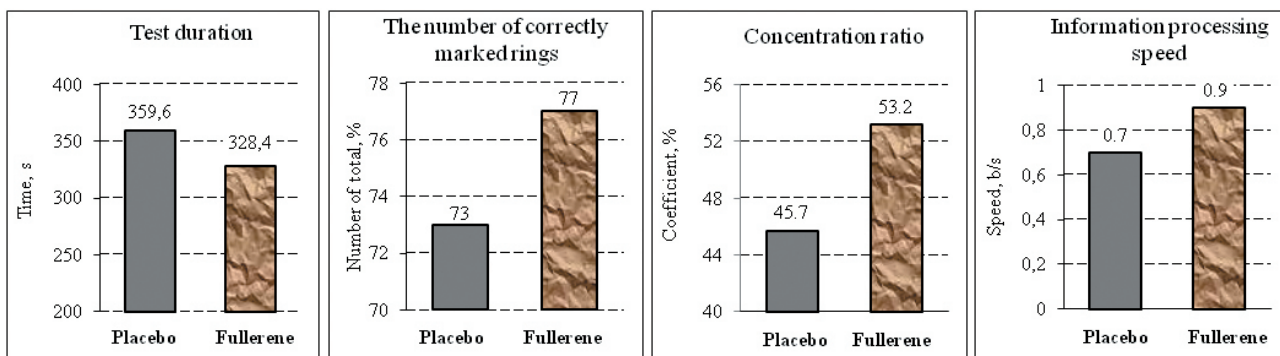 Test duration
Time, s
400
350
300
250
200
359,6
328,4
Placebo
Fullerene
The number of correctly
marked rings
Number of total, %
78
76
74
72
70
73
77
Placebo
Fullerene
Concentration ratio
Coefficient, %
56
52
48
44
40
45.7
53.2
Placebo
Fullerene
Information processing
speed
Speed, b/s
1
0,8
0,6
0,4
0,2
0
0.7
0.9
Placebo
Fullerene